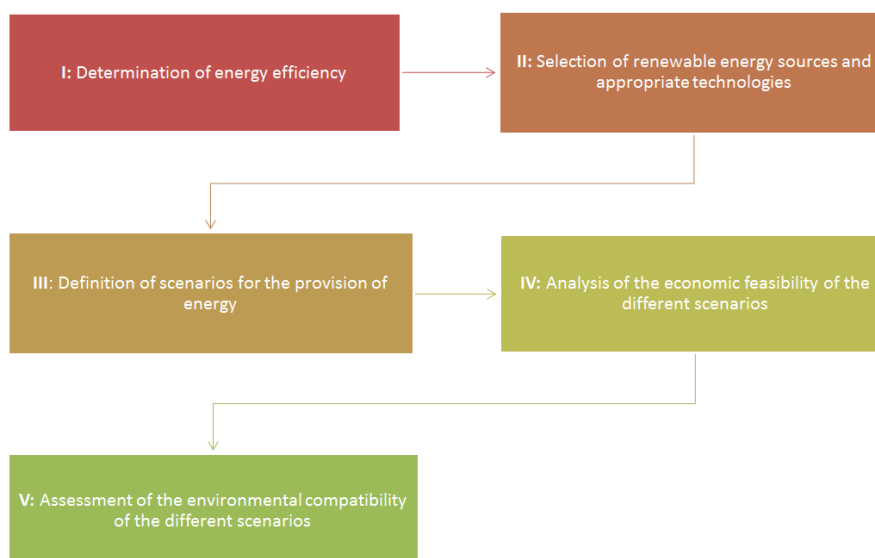 I: Determination of energy efficiency
II: Selection of renewable energy sources and
appropriate technologies
III: Definition of scenarios for the provision of
energy
IV: Analysis of the economic feasibility of the
different scenarios
V: Assessment of the environmental compatibility
of the different scenarios